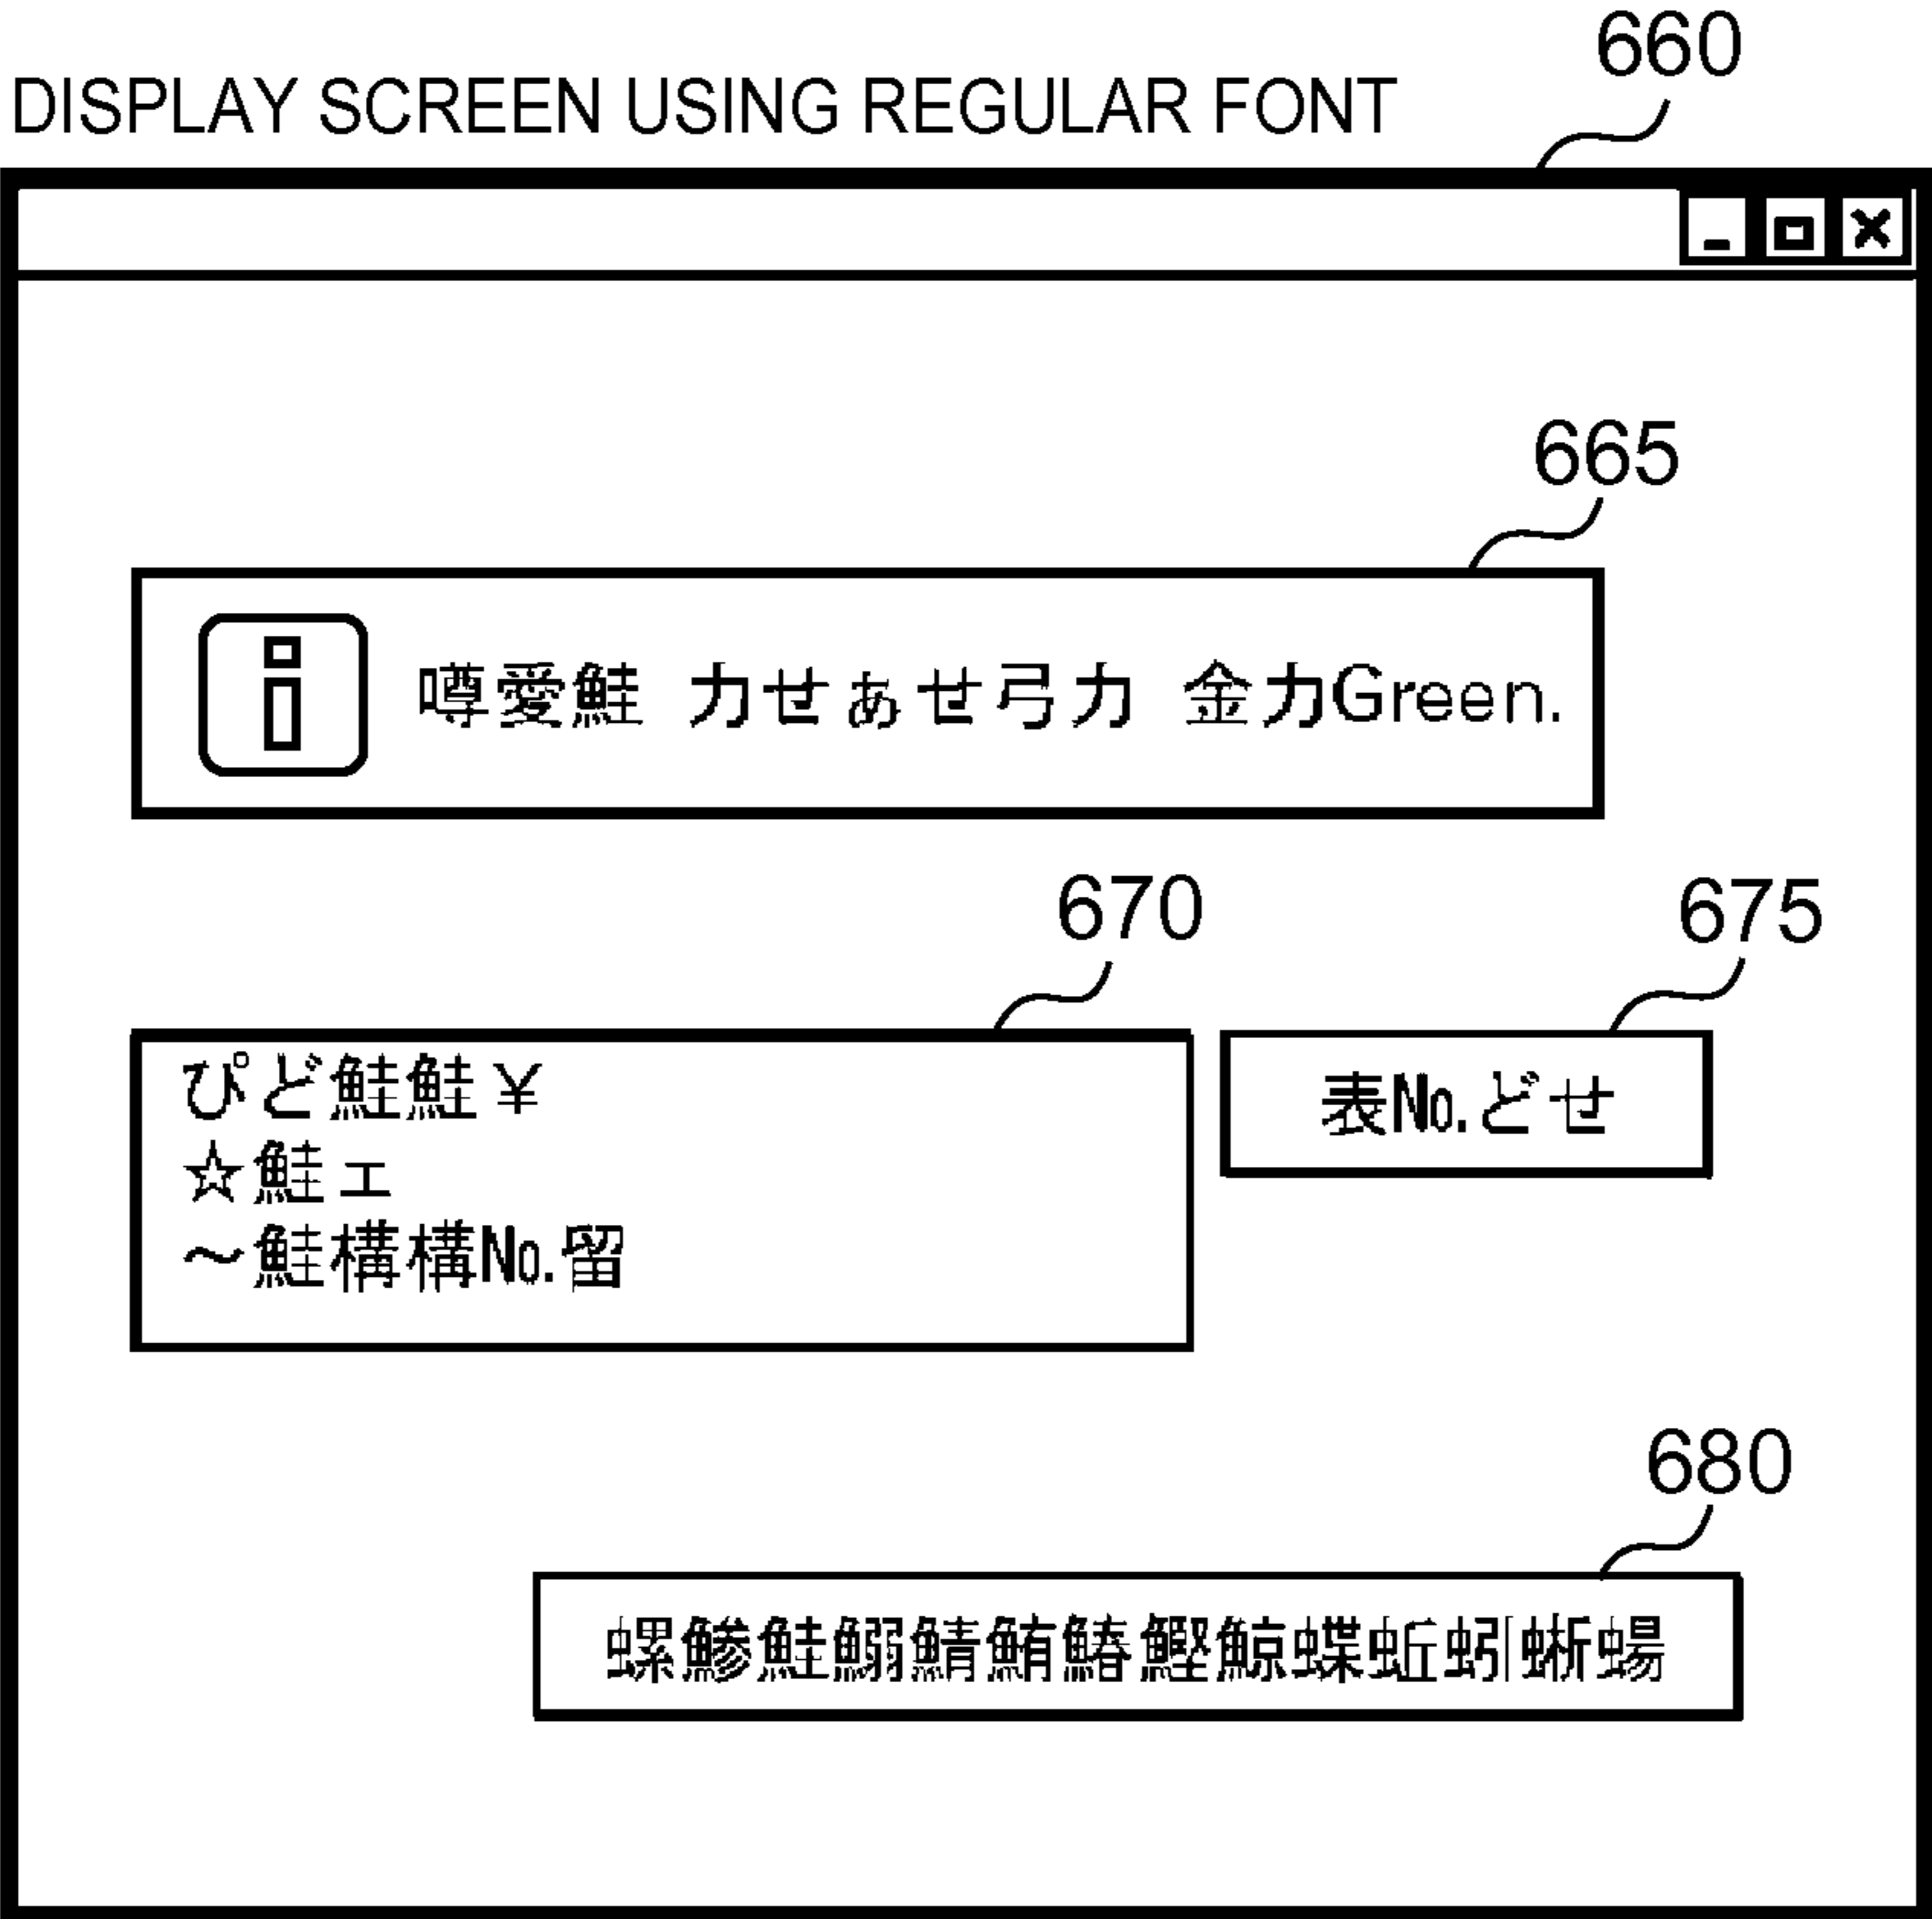 660
DISPLAY SCREEN USING REGULAR FONT
665
i 噂愛鮭 力せぁせ弓力 金力Green.
670
675
ぴど鮭鮭¥
☆鮭ェ
～鮭構構№留
表№どせ
680
螺鯵鮭鰯鯖鮪鰆鰹鯨蝶蚯蚓蜥蜴